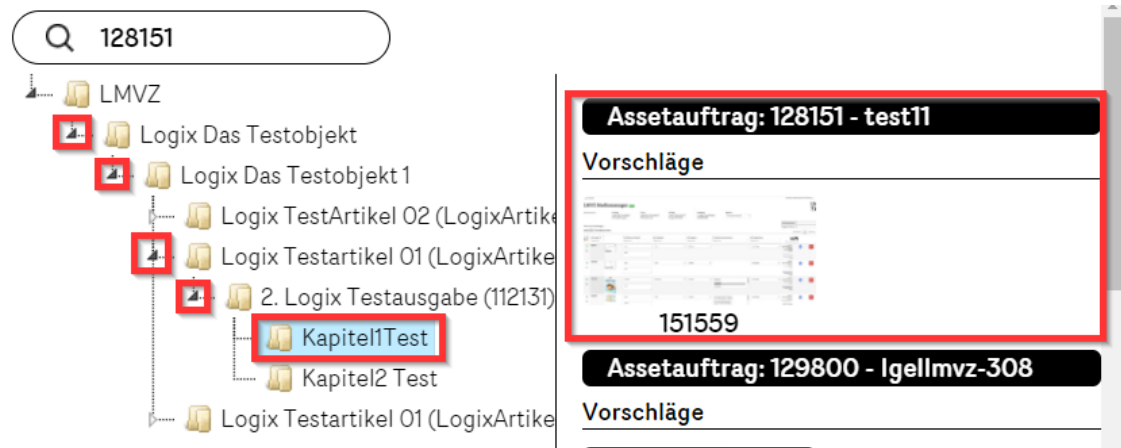 128151
LMVZ
Logix Das Testobjekt
Logix Das Testobjekt 1
Logix TestArtikel 02 (LogixArtike
Logix Testartikel 01 (LogixArtike
2. Logix Testausgabe (112131)
Kapitel1Test
Kapitel2 Test
Logix Testartikel 01 (LogixArtike
Assetauftrag: 128151 - test11
Vorschläge
151559
Assetauftrag: 129800 - lgellmvz-308
Vorschläge